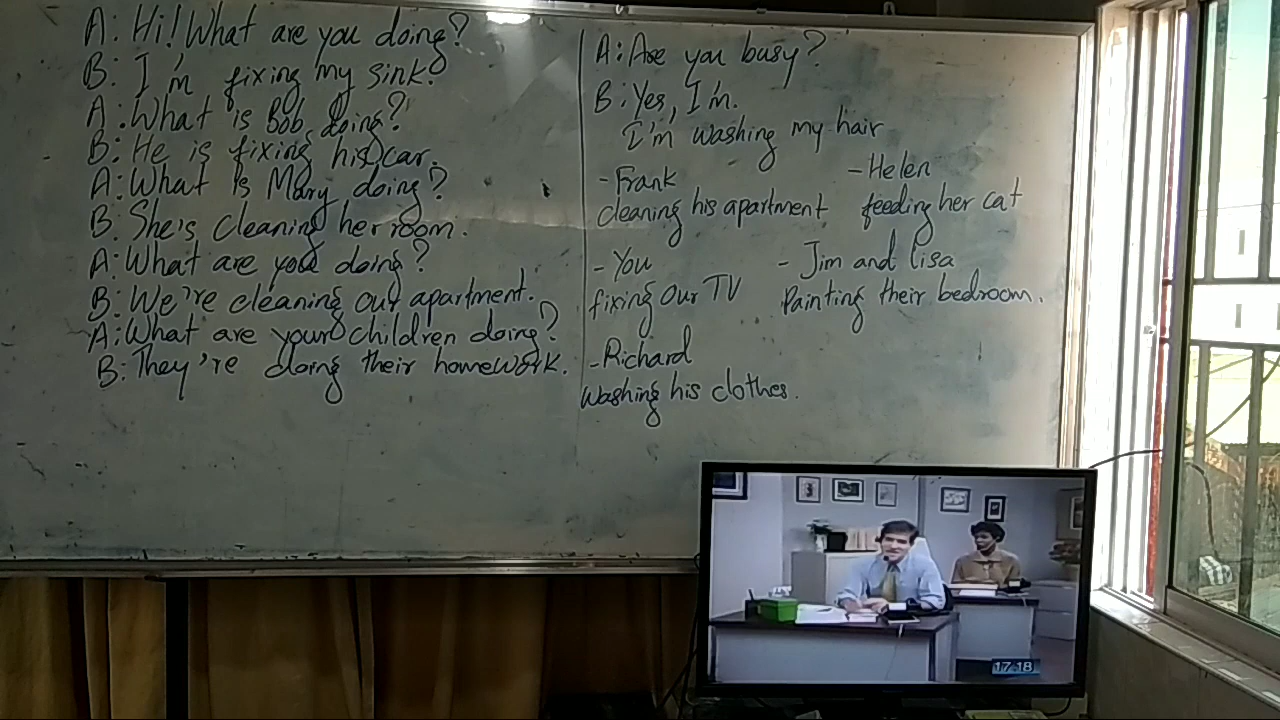 A: Hi! What are you doing?
B: I'm fixing my sink.
A: What is Bob doing?
B: He is fixing his car.
A: What is Mary doing?
B: She's cleaning her room.
A: What are you doing?
B: We're cleaning our apartment.
A: What are your children doing?
B: They're doing their homework.
A: Are you busy?
B: Yes, I'm.
I'm washing my hair
- Frank
cleaning his apartment
- Helen
feeding her cat
- You
fixing our TV
- Jim and Lisa
Painting their bedroom.
- Richard
Washing his clothes.
17:18